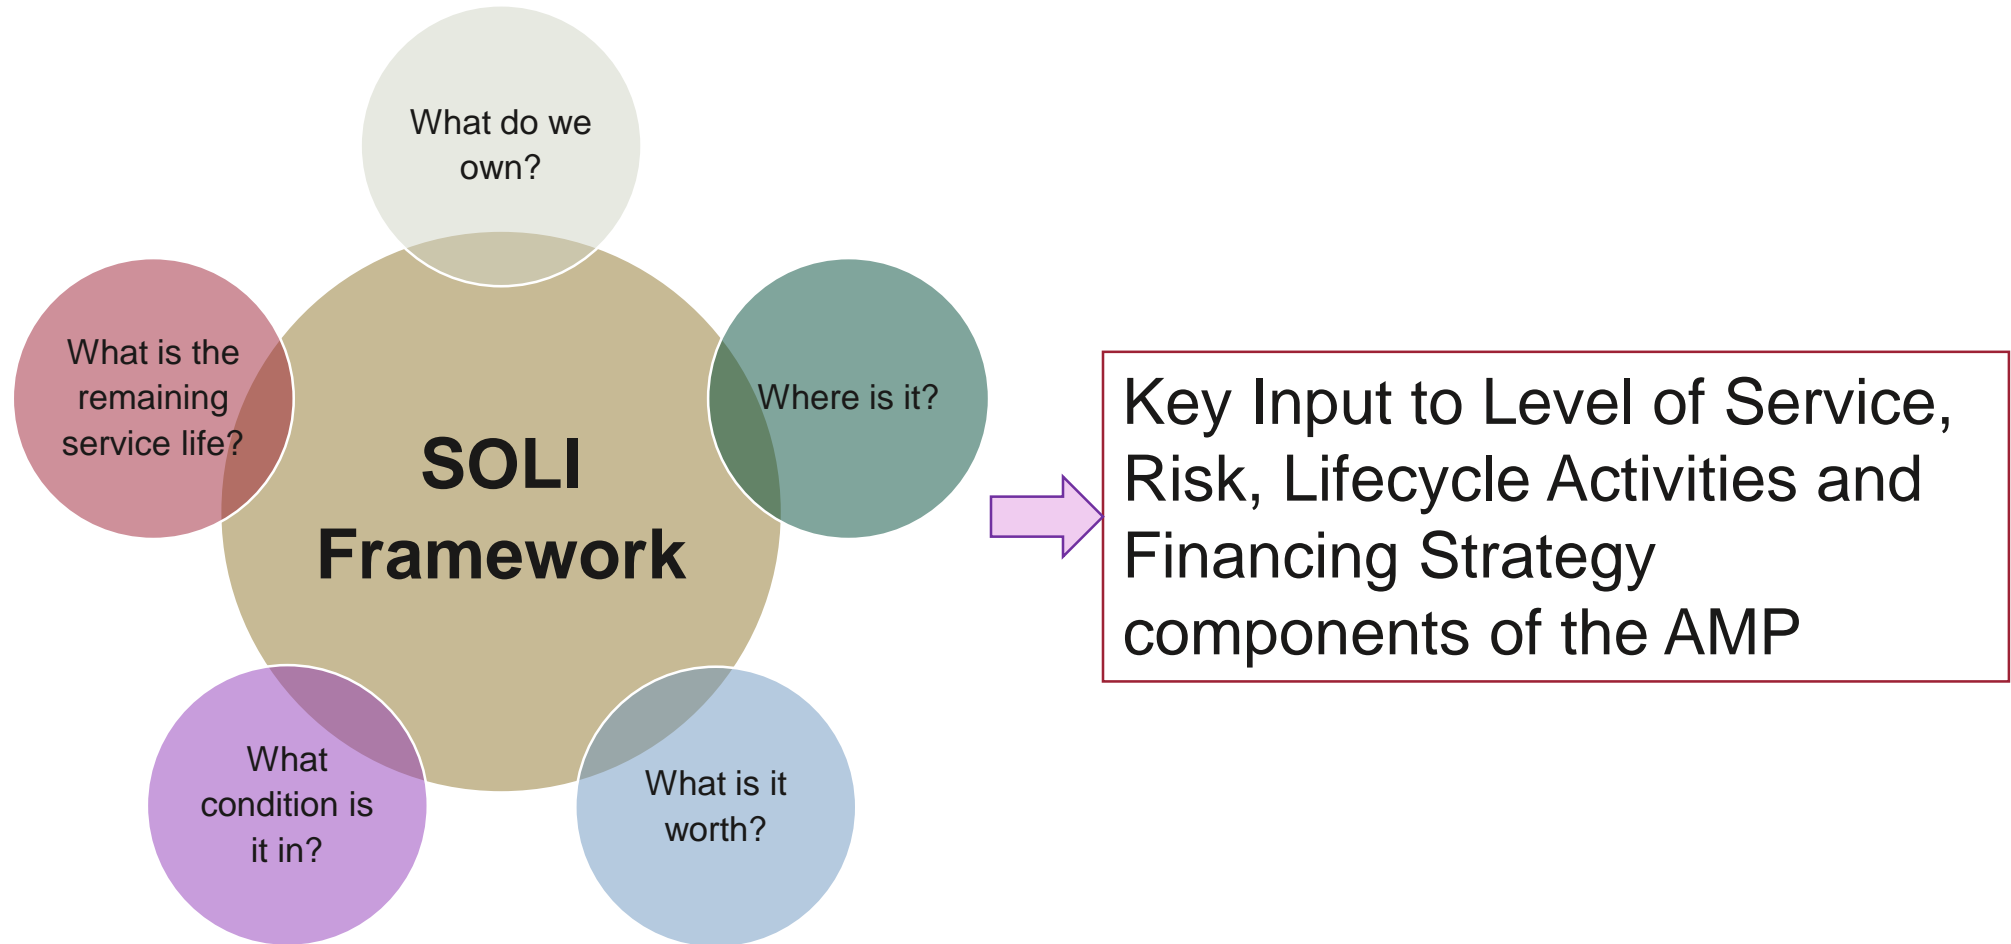 What do we
own?
Where is it?
What is it
worth?
What
condition is
it in?
What is the
remaining
service life?
SOLI
Framework
Key Input to Level of Service,
Risk, Lifecycle Activities and
Financing Strategy
components of the AMP